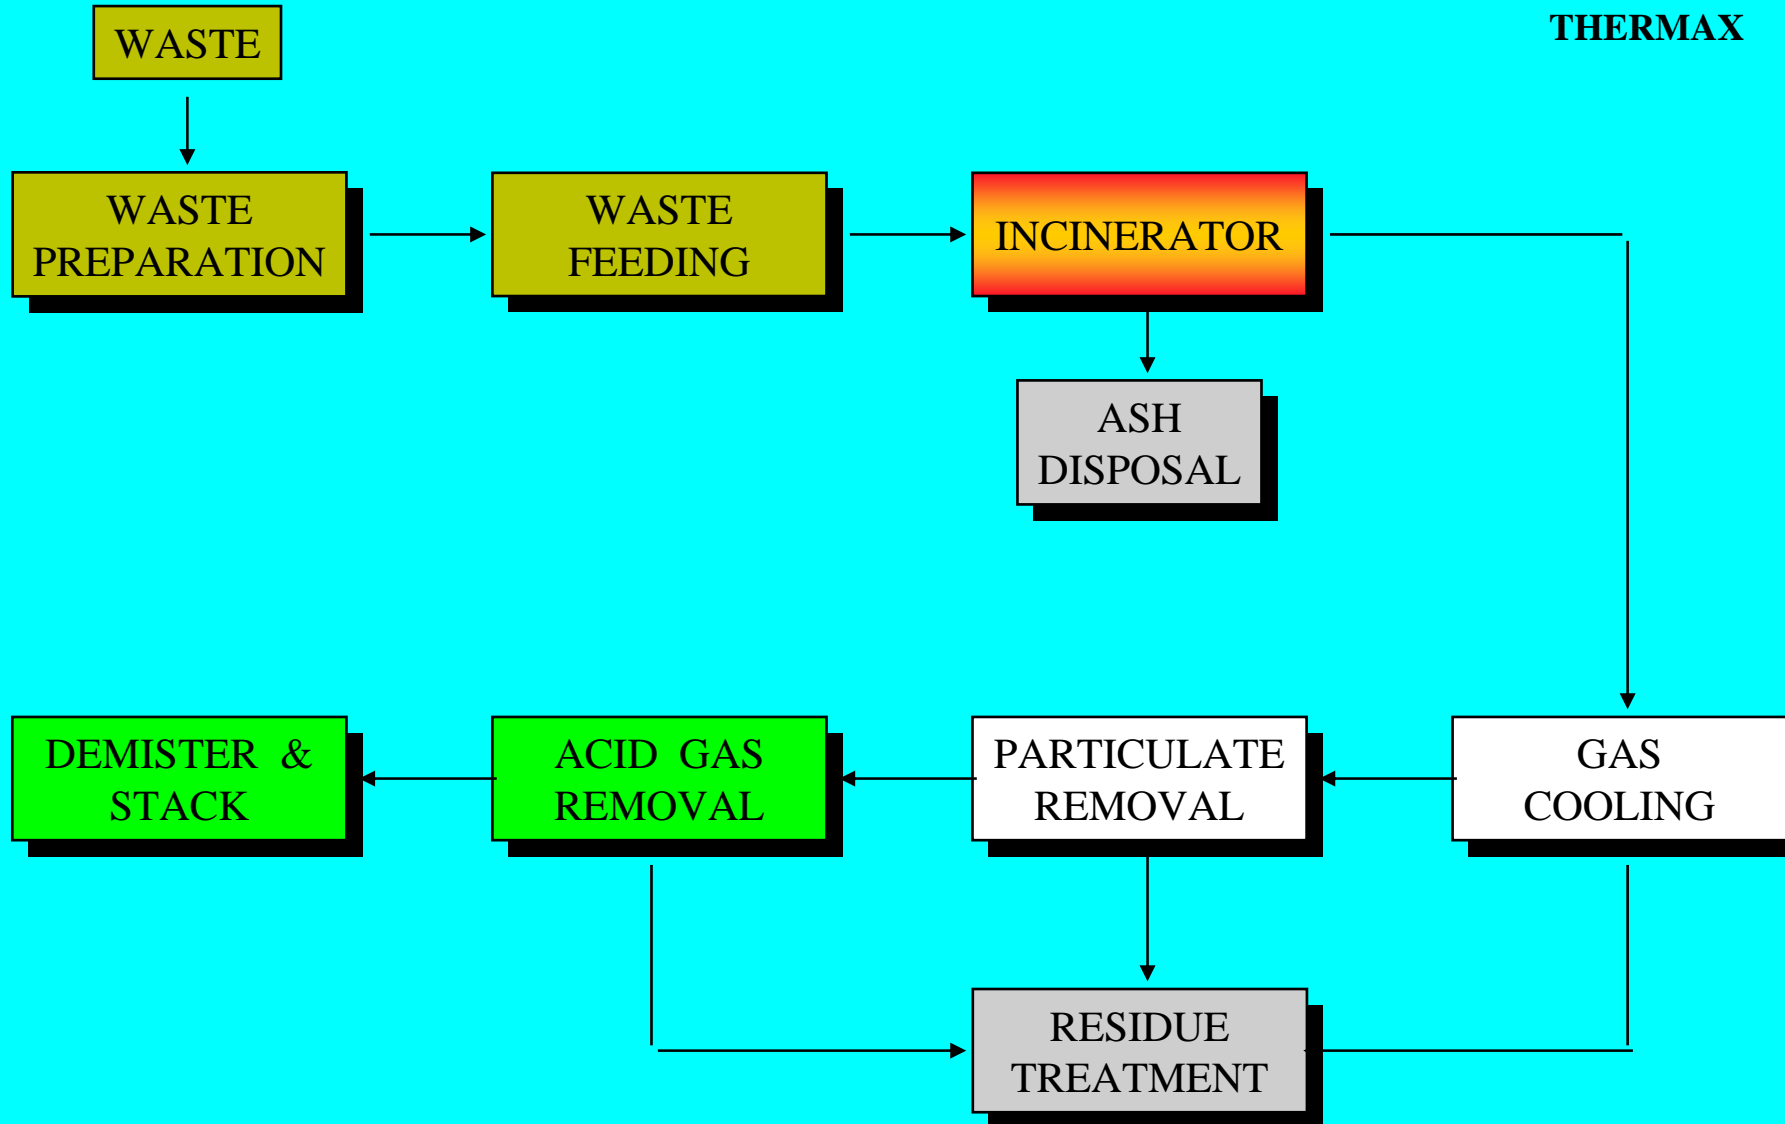 THERMAX
WASTE
WASTE
PREPARATION
WASTE
FEEDING
INCINERATOR
ASH
DISPOSAL
DEMISTER &
STACK
ACID GAS
REMOVAL
PARTICULATE
REMOVAL
GAS
COOLING
RESIDUE
TREATMENT